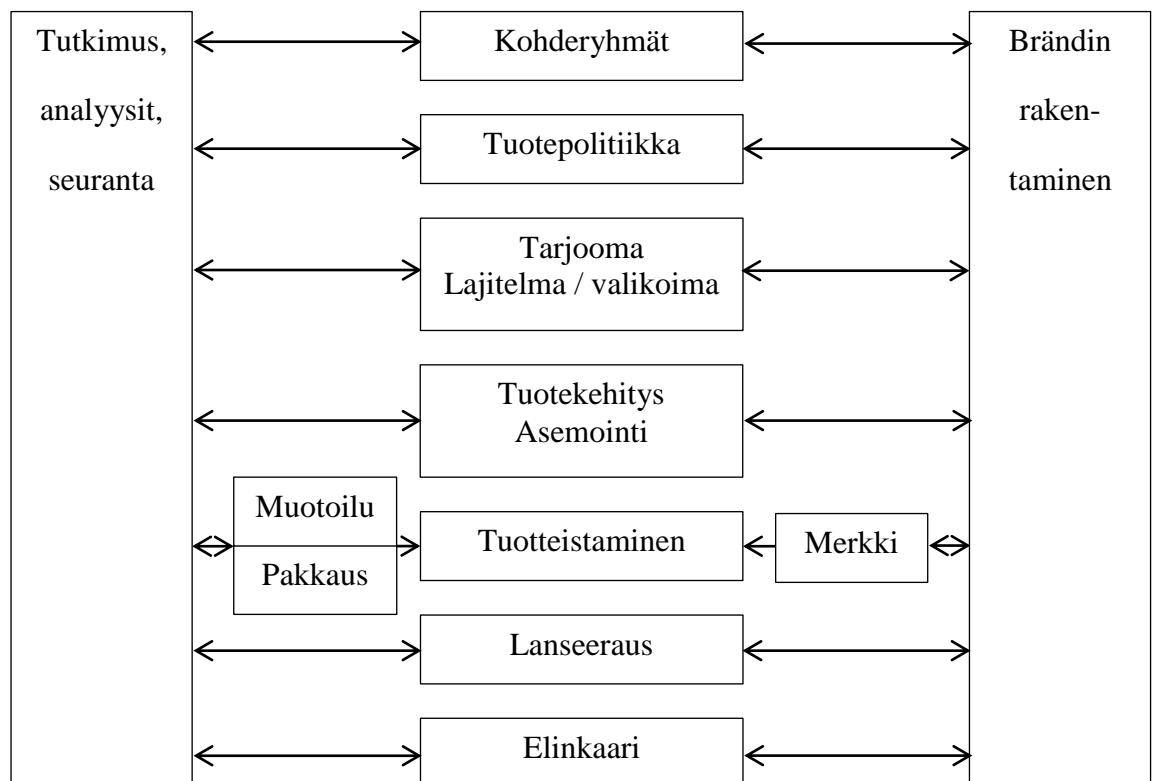 Tutkimus,
analyysit,
seuranta
Kohderyhmät
Tuotepolitiikka
Tarjooma
Lajitelma / valikoima
Tuotekehitys
Asemointi
Muotoilu
Pakkaus
Tuotteistaminen
Merkki
Lanseeraus
Elinkaari
Brändin
raken-
taminen